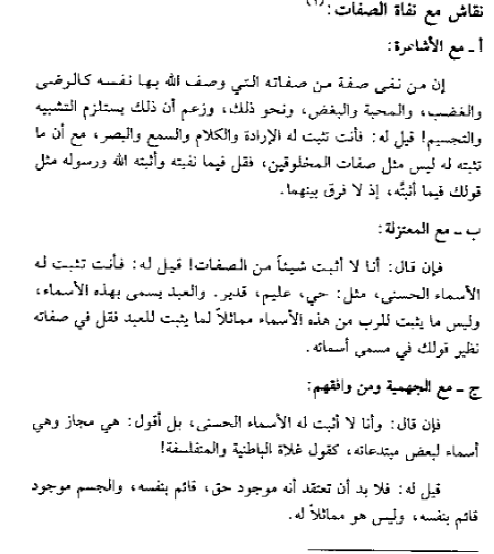 نقاش مع نفاة الصفات:(١)
أ ـ مع الأشاعرة:
إن من نفى صفة من صفاته التي وصف الله بها نفسه كالرضى
والغضب، والمحبة والبغض، ونحو ذلك، وزعم أن ذلك يستلزم التشبيه
والتجسيم! قيل له: فأنت تثبت له الإرادة والكلام والسمع والبصر، مع أن ما
تثبته له ليس مثل صفات المخلوقين، فقل فيما نفيته وأثبته الله ورسوله مثل
قولك فيما أثبتَّه، إذ لا فرق بينهما.
ب ـ مع المعتزلة:
فإن قال: أنا لا أثبت شيئاً من الصفات! قيل له: فأنت تثبت له
الأسماء الحسنى، مثل: حي، عليم، قدير. والعبد يسمى بهذه الأسماء،
وليس ما يثبت للرب من هذه الأسماء مماثلاً لما يثبت للعبد فقل في صفاته
نظير قولك في مسمى أسمائه.
ج ـ مع الجهمية ومن وافقهم:
فإن قال: وأنا لا أثبت له الأسماء الحسنى، بل أقول: هي مجاز وهي
أسماء لبعض مبتدعاته، كقول غلاة الباطنية والمتفلسفة!
قيل له: فلا بد أن تعتقد أنه موجود حق، قائم بنفسه، والجسم موجود
قائم بنفسه، وليس هو مماثلاً له.